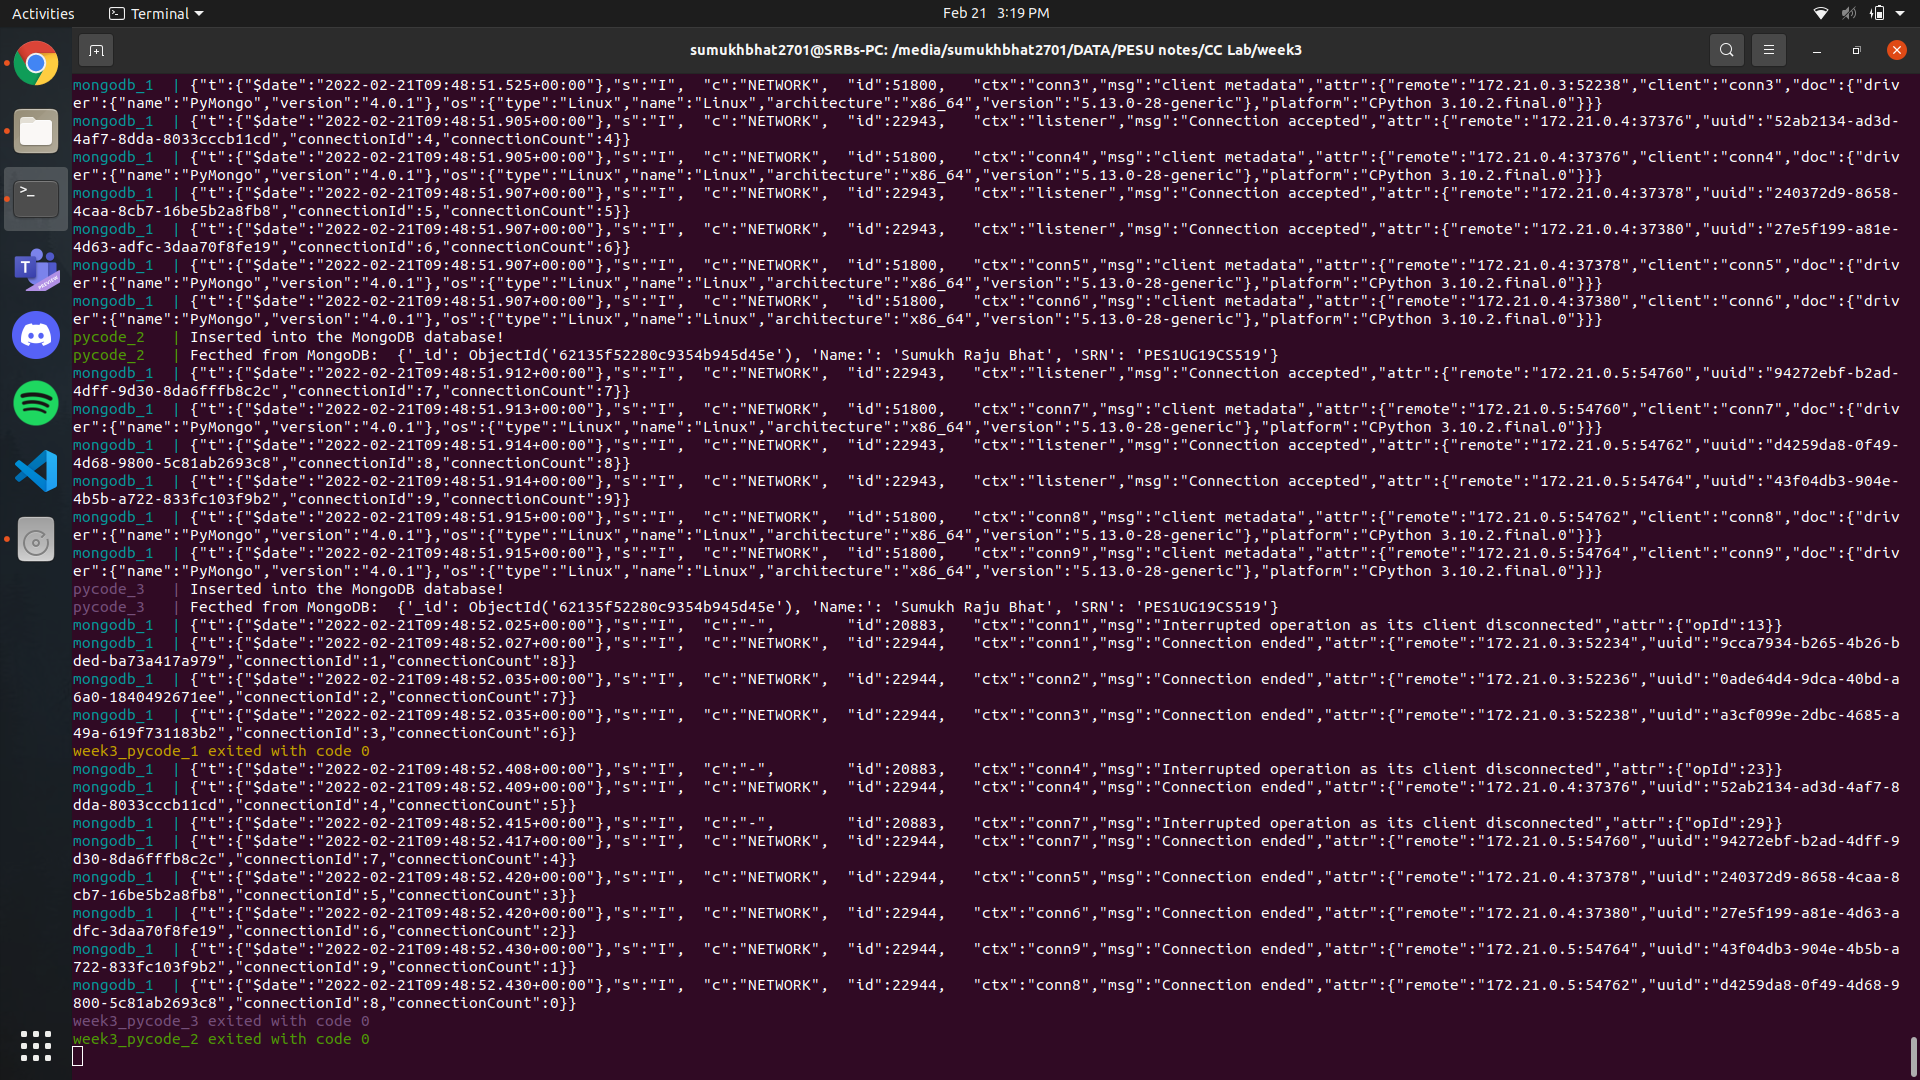 Activities
Terminal
Feb 21 3:19 PM
sumukhbhat2701@SRBs-PC: /media/sumukhbhat2701/DATA/PESU notes/CC Lab/week3
mongodb_1  | {"t":{"$date":"2022-02-21T09:48:51.525+00:00"},"s":"I",  "c":"NETWORK",  "id":51800,   "ctx":"conn3","msg":"client metadata","attr":{"remote":"172.21.0.3:52238","client":"conn3","doc":{"driv
er":{"name":"PyMongo","version":"4.0.1"},"os":{"type":"Linux","name":"Linux","architecture":"x86_64","version":"5.13.0-28-generic"},"platform":"CPython 3.10.2.final.0"}}}
mongodb_1  | {"t":{"$date":"2022-02-21T09:48:51.905+00:00"},"s":"I",  "c":"NETWORK",  "id":22943,   "ctx":"listener","msg":"Connection accepted","attr":{"remote":"172.21.0.4:37376","uuid":"52ab2134-ad3d-
4af7-8dda-8033cccb11cd","connectionId":4,"connectionCount":4}}
mongodb_1  | {"t":{"$date":"2022-02-21T09:48:51.905+00:00"},"s":"I",  "c":"NETWORK",  "id":51800,   "ctx":"conn4","msg":"client metadata","attr":{"remote":"172.21.0.4:37376","client":"conn4","doc":{"driv
er":{"name":"PyMongo","version":"4.0.1"},"os":{"type":"Linux","name":"Linux","architecture":"x86_64","version":"5.13.0-28-generic"},"platform":"CPython 3.10.2.final.0"}}}
mongodb_1  | {"t":{"$date":"2022-02-21T09:48:51.907+00:00"},"s":"I",  "c":"NETWORK",  "id":22943,   "ctx":"listener","msg":"Connection accepted","attr":{"remote":"172.21.0.4:37378","uuid":"240372d9-8658-
4caa-8cb7-16be5b2a8fb8","connectionId":5,"connectionCount":5}}
mongodb_1  | {"t":{"$date":"2022-02-21T09:48:51.907+00:00"},"s":"I",  "c":"NETWORK",  "id":22943,   "ctx":"listener","msg":"Connection accepted","attr":{"remote":"172.21.0.4:37380","uuid":"27e5f199-a81e-
4d63-adfc-3daa70f8fe19","connectionId":6,"connectionCount":6}}
mongodb_1  | {"t":{"$date":"2022-02-21T09:48:51.907+00:00"},"s":"I",  "c":"NETWORK",  "id":51800,   "ctx":"conn5","msg":"client metadata","attr":{"remote":"172.21.0.4:37378","client":"conn5","doc":{"driv
er":{"name":"PyMongo","version":"4.0.1"},"os":{"type":"Linux","name":"Linux","architecture":"x86_64","version":"5.13.0-28-generic"},"platform":"CPython 3.10.2.final.0"}}}
mongodb_1  | {"t":{"$date":"2022-02-21T09:48:51.907+00:00"},"s":"I",  "c":"NETWORK",  "id":51800,   "ctx":"conn6","msg":"client metadata","attr":{"remote":"172.21.0.4:37380","client":"conn6","doc":{"driv
er":{"name":"PyMongo","version":"4.0.1"},"os":{"type":"Linux","name":"Linux","architecture":"x86_64","version":"5.13.0-28-generic"},"platform":"CPython 3.10.2.final.0"}}}
pycode_2   | Inserted into the MongoDB database!
pycode_2   | Fecthed from MongoDB:  {'_id': ObjectId('62135f52280c9354b945d45e'), 'Name:': 'Sumukh Raju Bhat', 'SRN': 'PES1UG19CS519'}
mongodb_1  | {"t":{"$date":"2022-02-21T09:48:51.912+00:00"},"s":"I",  "c":"NETWORK",  "id":22943,   "ctx":"listener","msg":"Connection accepted","attr":{"remote":"172.21.0.5:54760","uuid":"94272ebf-b2ad-
4dff-9d30-8da6fffb8c2c","connectionId":7,"connectionCount":7}}
mongodb_1  | {"t":{"$date":"2022-02-21T09:48:51.913+00:00"},"s":"I",  "c":"NETWORK",  "id":51800,   "ctx":"conn7","msg":"client metadata","attr":{"remote":"172.21.0.5:54760","client":"conn7","doc":{"driv
er":{"name":"PyMongo","version":"4.0.1"},"os":{"type":"Linux","name":"Linux","architecture":"x86_64","version":"5.13.0-28-generic"},"platform":"CPython 3.10.2.final.0"}}}
mongodb_1  | {"t":{"$date":"2022-02-21T09:48:51.914+00:00"},"s":"I",  "c":"NETWORK",  "id":22943,   "ctx":"listener","msg":"Connection accepted","attr":{"remote":"172.21.0.5:54762","uuid":"d4259da8-0f49-
4d68-9800-5c81ab2693c8","connectionId":8,"connectionCount":8}}
mongodb_1  | {"t":{"$date":"2022-02-21T09:48:51.914+00:00"},"s":"I",  "c":"NETWORK",  "id":22943,   "ctx":"listener","msg":"Connection accepted","attr":{"remote":"172.21.0.5:54764","uuid":"43f04db3-904e-
4b5b-a722-833fc103f9b2","connectionId":9,"connectionCount":9}}
mongodb_1  | {"t":{"$date":"2022-02-21T09:48:51.915+00:00"},"s":"I",  "c":"NETWORK",  "id":51800,   "ctx":"conn8","msg":"client metadata","attr":{"remote":"172.21.0.5:54762","client":"conn8","doc":{"driv
er":{"name":"PyMongo","version":"4.0.1"},"os":{"type":"Linux","name":"Linux","architecture":"x86_64","version":"5.13.0-28-generic"},"platform":"CPython 3.10.2.final.0"}}}
mongodb_1  | {"t":{"$date":"2022-02-21T09:48:51.915+00:00"},"s":"I",  "c":"NETWORK",  "id":51800,   "ctx":"conn9","msg":"client metadata","attr":{"remote":"172.21.0.5:54764","client":"conn9","doc":{"driv
er":{"name":"PyMongo","version":"4.0.1"},"os":{"type":"Linux","name":"Linux","architecture":"x86_64","version":"5.13.0-28-generic"},"platform":"CPython 3.10.2.final.0"}}}
pycode_3   | Inserted into the MongoDB database!
pycode_3   | Fecthed from MongoDB:  {'_id': ObjectId('62135f52280c9354b945d45e'), 'Name:': 'Sumukh Raju Bhat', 'SRN': 'PES1UG19CS519'}
mongodb_1  | {"t":{"$date":"2022-02-21T09:48:52.025+00:00"},"s":"I",  "c":"-",        "id":20883,   "ctx":"conn1","msg":"Interrupted operation as its client disconnected","attr":{"opId":13}}
mongodb_1  | {"t":{"$date":"2022-02-21T09:48:52.027+00:00"},"s":"I",  "c":"NETWORK",  "id":22944,   "ctx":"conn1","msg":"Connection ended","attr":{"remote":"172.21.0.3:52234","uuid":"9cca7934-b265-4b26-b
ded-ba73a417a979","connectionId":1,"connectionCount":8}}
mongodb_1  | {"t":{"$date":"2022-02-21T09:48:52.035+00:00"},"s":"I",  "c":"NETWORK",  "id":22944,   "ctx":"conn2","msg":"Connection ended","attr":{"remote":"172.21.0.3:52236","uuid":"0ade64d4-9dca-40bd-a
6a0-1840492671ee","connectionId":2,"connectionCount":7}}
mongodb_1  | {"t":{"$date":"2022-02-21T09:48:52.035+00:00"},"s":"I",  "c":"NETWORK",  "id":22944,   "ctx":"conn3","msg":"Connection ended","attr":{"remote":"172.21.0.3:52238","uuid":"a3cf099e-2dbc-4685-a
49a-619f731183b2","connectionId":3,"connectionCount":6}}
week3_pycode_1 exited with code 0
mongodb_1  | {"t":{"$date":"2022-02-21T09:48:52.408+00:00"},"s":"I",  "c":"-",        "id":20883,   "ctx":"conn4","msg":"Interrupted operation as its client disconnected","attr":{"opId":23}}
mongodb_1  | {"t":{"$date":"2022-02-21T09:48:52.409+00:00"},"s":"I",  "c":"NETWORK",  "id":22944,   "ctx":"conn4","msg":"Connection ended","attr":{"remote":"172.21.0.4:37376","uuid":"52ab2134-ad3d-4af7-8
dda-8033cccb11cd","connectionId":4,"connectionCount":5}}
mongodb_1  | {"t":{"$date":"2022-02-21T09:48:52.415+00:00"},"s":"I",  "c":"-",        "id":20883,   "ctx":"conn7","msg":"Interrupted operation as its client disconnected","attr":{"opId":29}}
mongodb_1  | {"t":{"$date":"2022-02-21T09:48:52.417+00:00"},"s":"I",  "c":"NETWORK",  "id":22944,   "ctx":"conn7","msg":"Connection ended","attr":{"remote":"172.21.0.5:54760","uuid":"94272ebf-b2ad-4dff-9
d30-8da6fffb8c2c","connectionId":7,"connectionCount":4}}
mongodb_1  | {"t":{"$date":"2022-02-21T09:48:52.420+00:00"},"s":"I",  "c":"NETWORK",  "id":22944,   "ctx":"conn5","msg":"Connection ended","attr":{"remote":"172.21.0.4:37378","uuid":"240372d9-8658-4caa-8
cb7-16be5b2a8fb8","connectionId":5,"connectionCount":3}}
mongodb_1  | {"t":{"$date":"2022-02-21T09:48:52.420+00:00"},"s":"I",  "c":"NETWORK",  "id":22944,   "ctx":"conn6","msg":"Connection ended","attr":{"remote":"172.21.0.4:37380","uuid":"27e5f199-a81e-4d63-a
dfc-3daa70f8fe19","connectionId":6,"connectionCount":2}}
mongodb_1  | {"t":{"$date":"2022-02-21T09:48:52.430+00:00"},"s":"I",  "c":"NETWORK",  "id":22944,   "ctx":"conn9","msg":"Connection ended","attr":{"remote":"172.21.0.5:54764","uuid":"43f04db3-904e-4b5b-a
722-833fc103f9b2","connectionId":9,"connectionCount":1}}
mongodb_1  | {"t":{"$date":"2022-02-21T09:48:52.430+00:00"},"s":"I",  "c":"NETWORK",  "id":22944,   "ctx":"conn8","msg":"Connection ended","attr":{"remote":"172.21.0.5:54762","uuid":"d4259da8-0f49-4d68-9
800-5c81ab2693c8","connectionId":8,"connectionCount":0}}
week3_pycode_3 exited with code 0
week3_pycode_2 exited with code 0